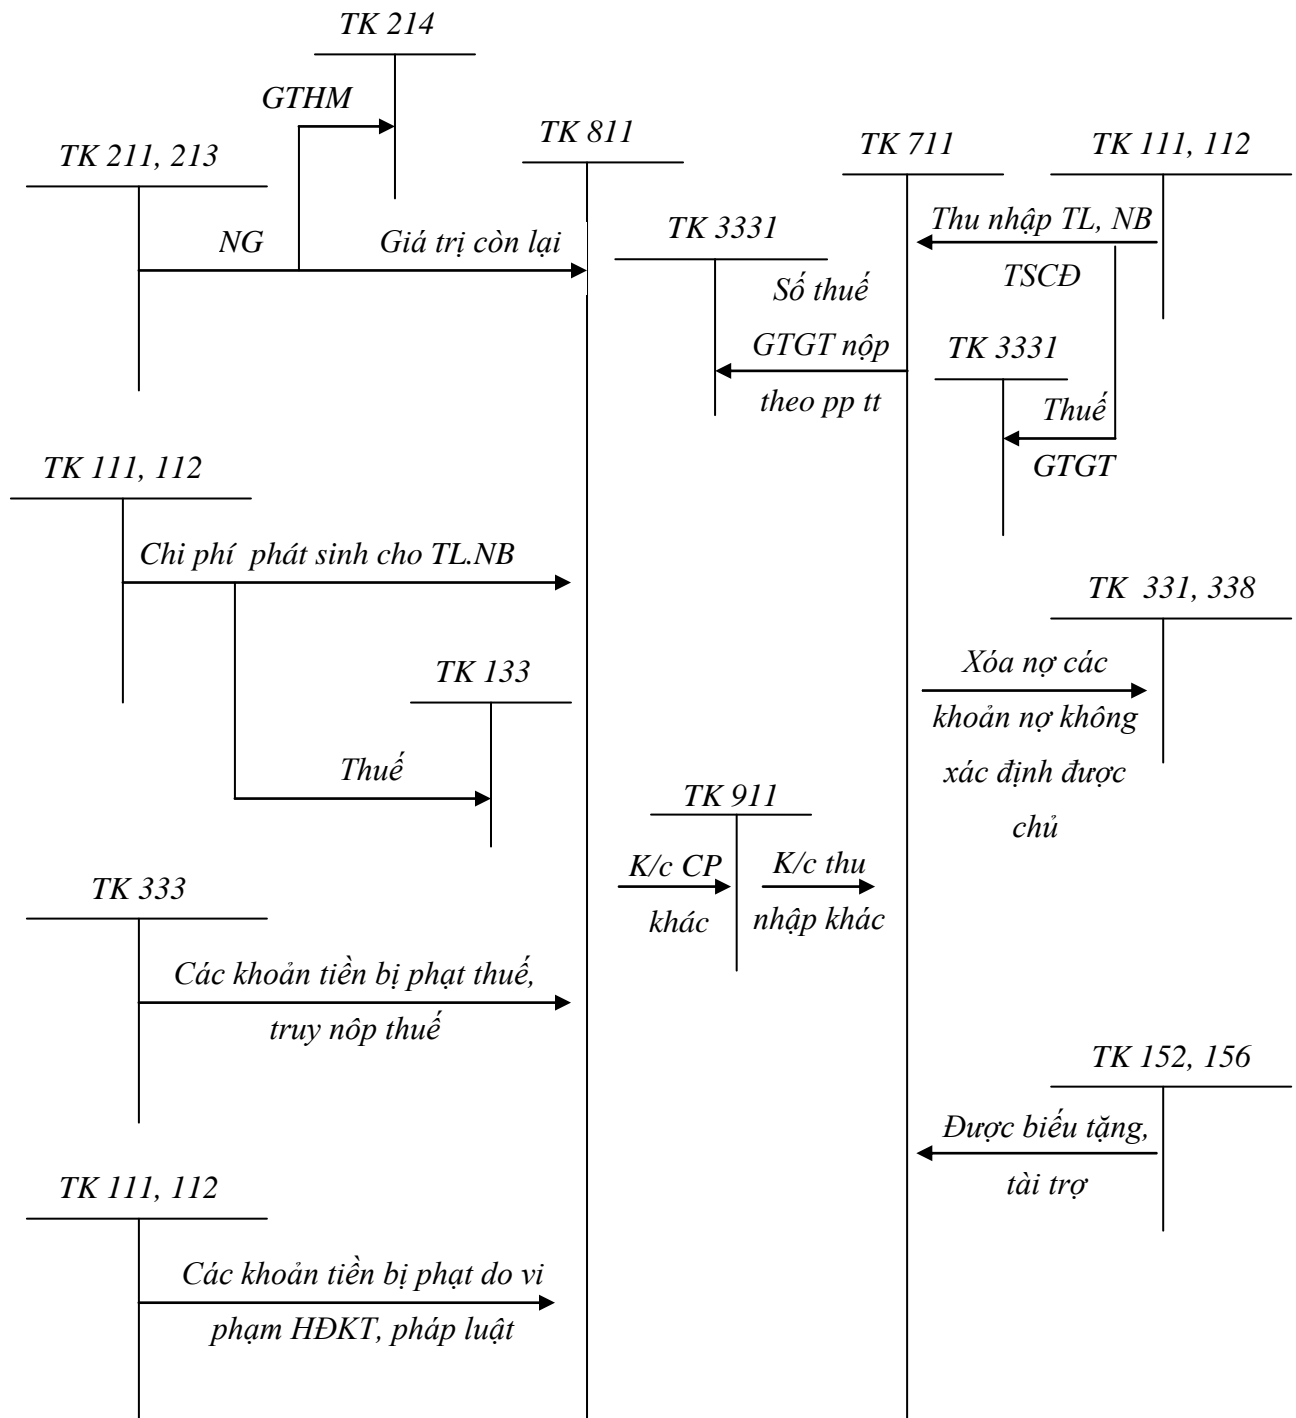 TK 214
GTHM
TK 811
TK 711
TK 111, 112
TK 211, 213
NG
Giá trị còn lại
TK 3331
Thu nhập TL, NB
TSCĐ
Số thuế
GTGT nộp
theo pp tt
TK 3331
Thuế
GTGT
TK 111, 112
Chi phí phát sinh cho TL.NB
TK 133
Thuế
TK 331, 338
Xóa nợ các
khoản nợ không
xác định được
chủ
TK 911
K/c CP
khác
K/c thu
nhập khác
TK 333
Các khoản tiền bị phạt thuế,
truy nôp thuế
TK 152, 156
Được biếu tặng,
tài trợ
TK 111, 112
Các khoản tiền bị phạt do vi
phạm HĐKT, pháp luật